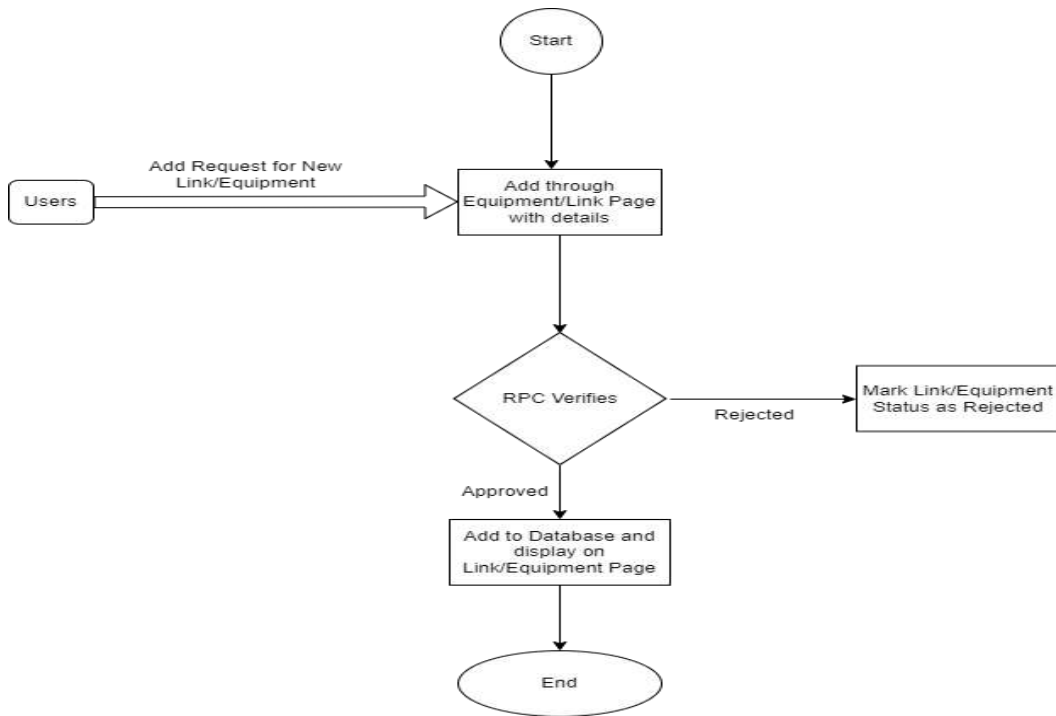 Start
Add Request for New
Link/Equipment
Users
Add through
Equipment/Link Page
with details
RPC Verifies
Rejected
Mark Link/Equipment
Status as Rejected
Approved
Add to Database and
display on
Link/Equipment Page
End